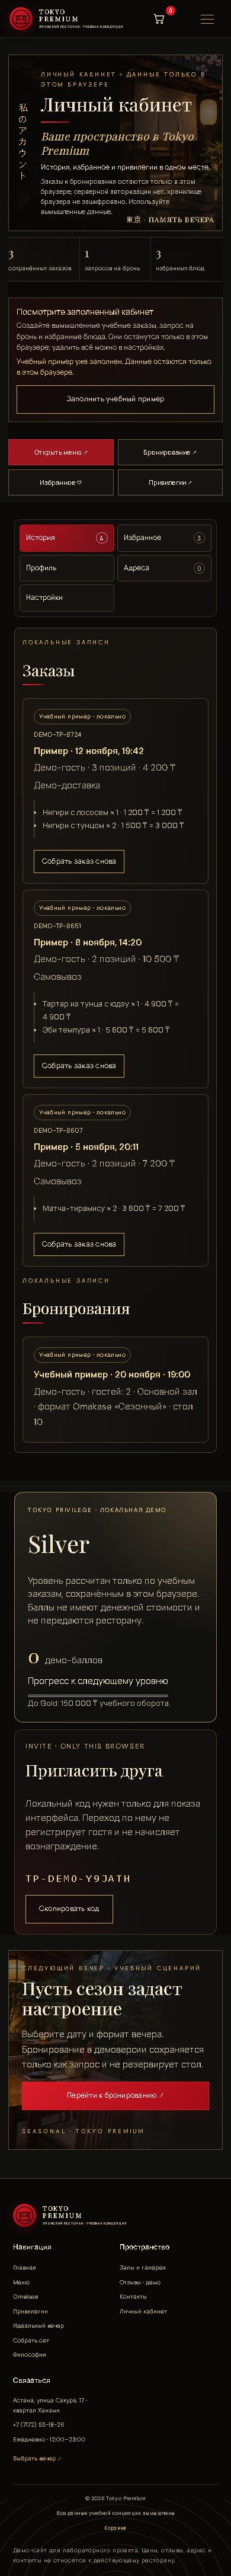 TOKYO
PREMIUM
ЯПОНСКИЙ РЕСТОРАН · УЧЕБНАЯ КОНЦЕПЦИЯ
0
私のアカウント
ЛИЧНЫЙ КАБИНЕТ · ДАННЫЕ ТОЛЬКО В
ЭТОМ БРАУЗЕРЕ
Личный кабинет
Ваше пространство в Tokyo
Premium
История, избранное и привилегии в одном месте.
Заказы и бронирования остаются только в этом
браузере: серверной авторизации нет, хранилище
браузера не зашифровано. Используйте
вымышленные данные.
東京 · ПАМЯТЬ ВЕЧЕРА
3
сохранённых заказов
1
запросов на бронь
3
избранных блюд
Посмотрите заполненный кабинет
Создайте вымышленные учебные заказы, запрос на
бронь и избранные блюда. Они останутся только в этом
браузере; удалить всё можно в настройках.
Учебный пример уже заполнен. Данные остаются только
в этом браузере.
Заполнить учебный пример
Открыть меню ↗
Бронирование ↗
Избранное ♡
Привилегии ↗
История 4
Избранное 3
Профиль
Адреса 0
Настройки
ЛОКАЛЬНЫЕ ЗАПИСИ
Заказы
Учебный пример · локально
DEMO-TP-8724
Пример · 12 ноября, 19:42
Демо-гость · 3 позиций · 4 200 ₸
Демо-доставка
Нигири с лососем × 1 · 1 200 ₸ = 1 200 ₸
Нигири с тунцом × 2 · 1 500 ₸ = 3 000 ₸
Собрать заказ снова
Учебный пример · локально
DEMO-TP-8651
Пример · 8 ноября, 14:20
Демо-гость · 2 позиций · 10 500 ₸
Самовывоз
Тартар из тунца с юдзу × 1 · 4 900 ₸ =
4 900 ₸
Эби темпура × 1 · 5 600 ₸ = 5 600 ₸
Собрать заказ снова
Учебный пример · локально
DEMO-TP-8607
Пример · 5 ноября, 20:11
Демо-гость · 2 позиций · 7 200 ₸
Самовывоз
Матча-тирамису × 2 · 3 600 ₸ = 7 200 ₸
Собрать заказ снова
ЛОКАЛЬНЫЕ ЗАПИСИ
Бронирования
Учебный пример · локально
Учебный пример · 20 ноября · 19:00
Демо-гость · гостей: 2 · Основной зал
· формат Omakase «Сезонный» · стол
10
TOKYO PRIVILEGE · ЛОКАЛЬНАЯ ДЕМО
Silver
Уровень рассчитан только по учебным
заказам, сохранённым в этом браузере.
Баллы не имеют денежной стоимости и
не передаются ресторану.
0 демо-баллов
Прогресс к следующему уровню
До Gold: 150 000 ₸ учебного оборота.
INVITE · ONLY THIS BROWSER
Пригласить друга
Локальный код нужен только для показа
интерфейса. Переход по нему не
регистрирует гостя и не начисляет
вознаграждение.
TP-DEMO-Y9JATH
Скопировать код
СЛЕДУЮЩИЙ ВЕЧЕР · УЧЕБНЫЙ СЦЕНАРИЙ
Пусть сезон задаст
настроение
Выберите дату и формат вечера.
Бронирование в демоверсии сохраняется
только как запрос и не резервирует стол.
Перейти к бронированию ↗
SEASONAL · TOKYO PREMIUM
TOKYO
PREMIUM
ЯПОНСКИЙ РЕСТОРАН · УЧЕБНАЯ КОНЦЕПЦИЯ
Навигация
Главная
Меню
Omakase
Привилегии
Идеальный вечер
Собрать сет
Философия
Пространство
Залы и галерея
Отзывы · демо
Контакты
Личный кабинет
Связаться
Астана, улица Сакура, 17 ·
квартал Ханами
+7 (7172) 55-18-26
Ежедневно · 12:00–23:00
Выбрать вечер ↗
© 2026 Tokyo Premium
Все данные учебной концепции вымышлены
Корзина
Демо-сайт для лабораторного проекта. Цены, отзывы, адрес и
контакты не относятся к действующему ресторану.